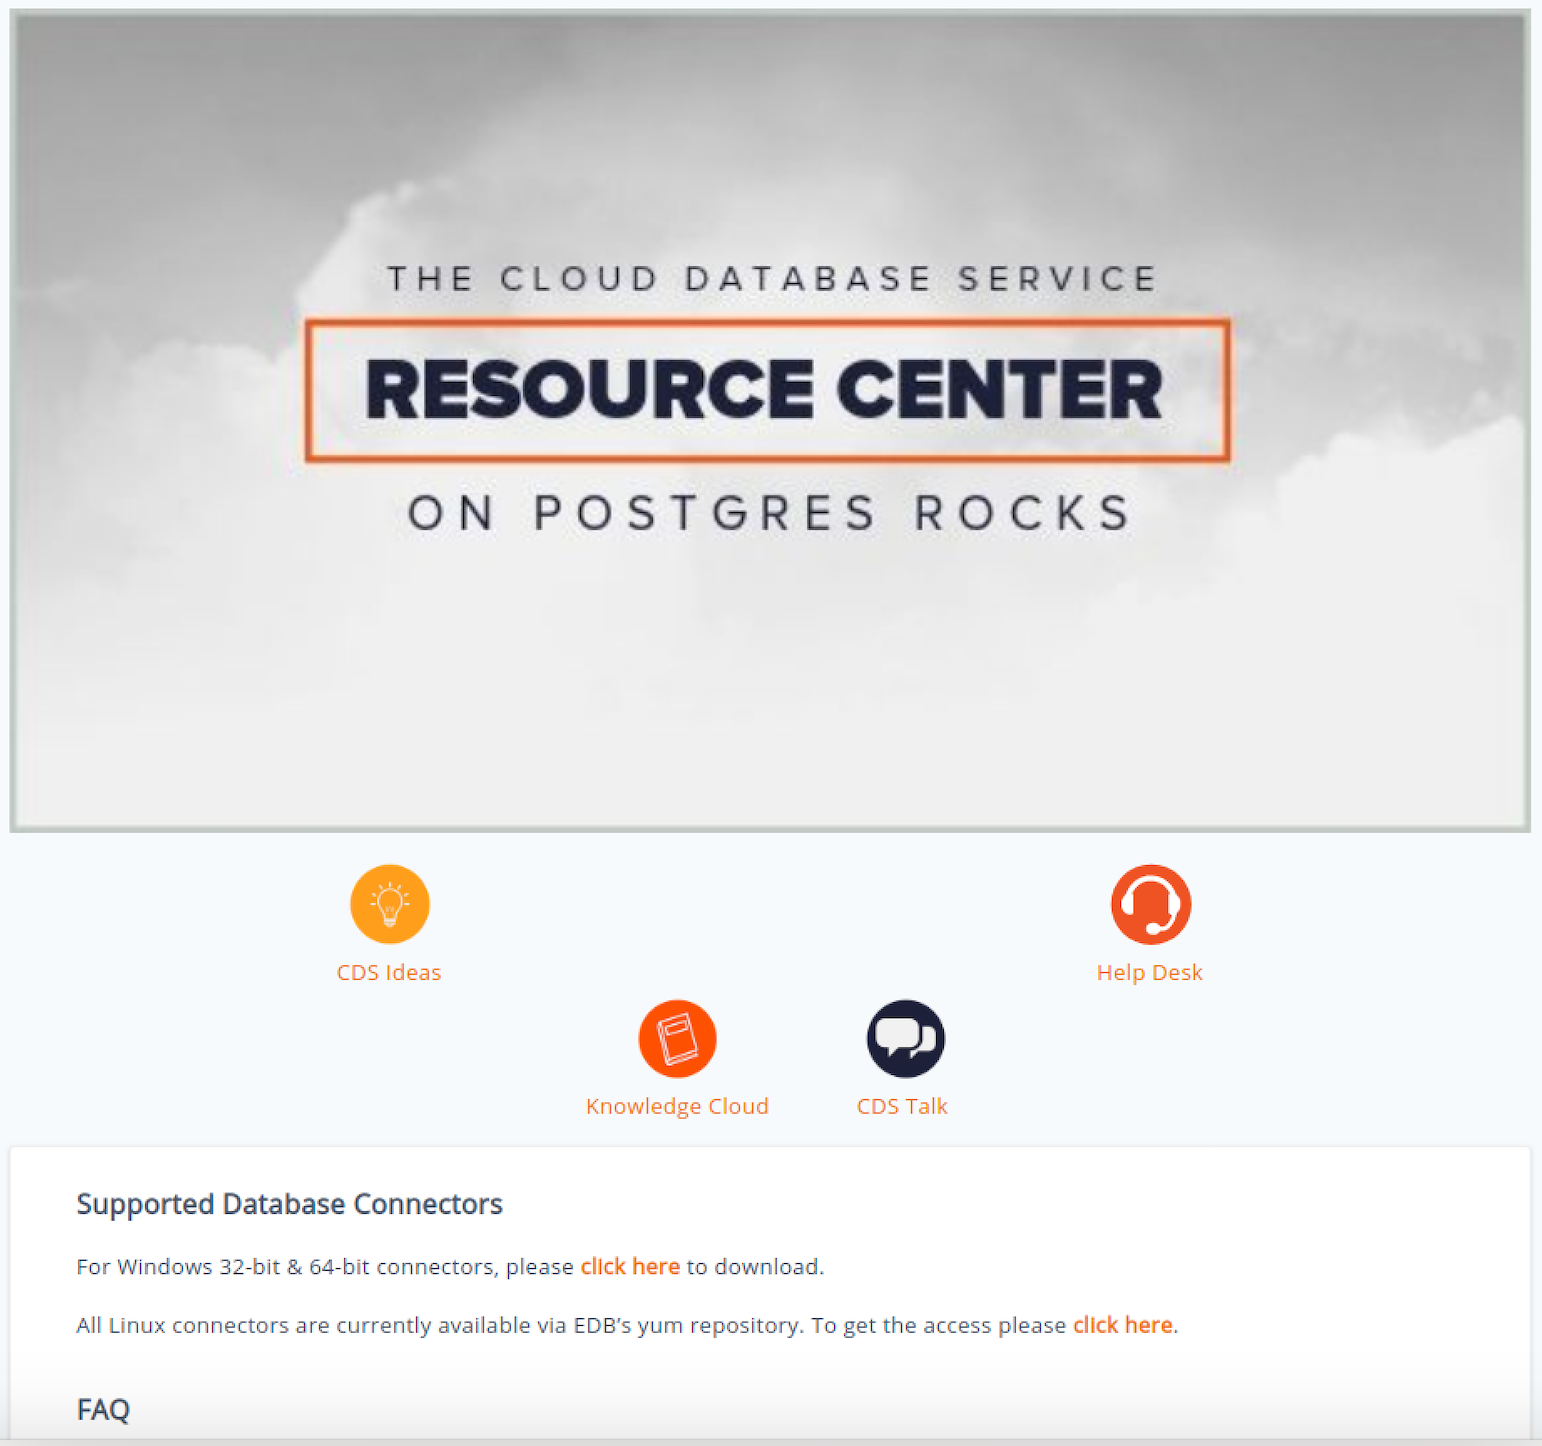 THE CLOUD DATABASE SERVICE
RESOURCE CENTER
ON POSTGRES ROCKS
CDS Ideas
Help Desk
Knowledge Cloud
CDS Talk
Supported Database Connectors
For Windows 32-bit & 64-bit connectors, please click here to download.
All Linux connectors are currently available via EDB’s yum repository. To get the access please click here.
FAQ